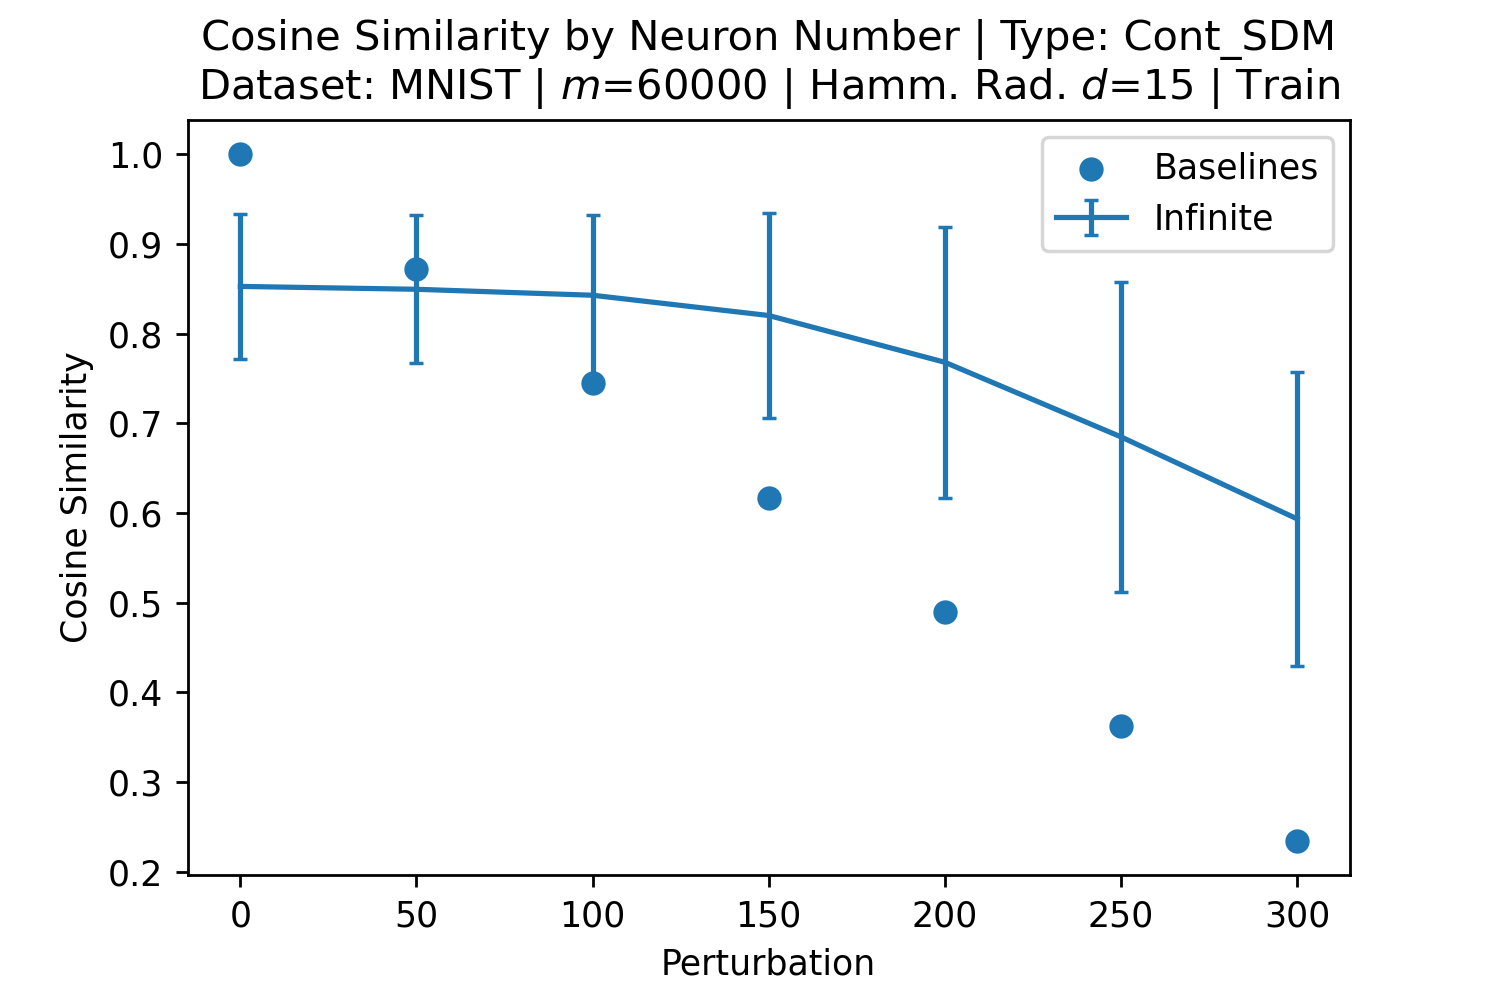 Cosine Similarity by Neuron Number | Type: Cont_SDM
Dataset: MNIST | m=60000 | Hamm. Rad. d=15 | Train
Baselines
Infinite
Cosine Similarity
1.0
0.9
0.8
0.7
0.6
0.5
0.4
0.3
0.2
0 50 100 150 200 250 300
Perturbation